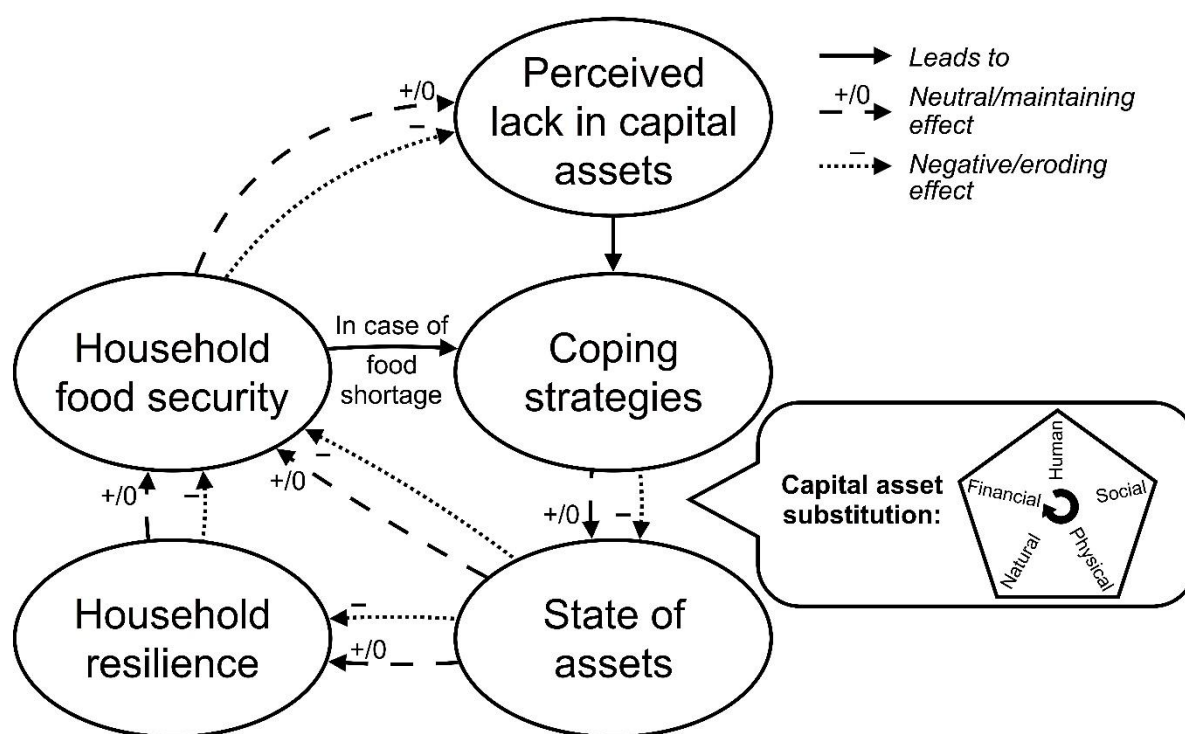 Perceived
lack in capital
assets
Leads to
+/0
Neutral/maintaining
effect
–
Negative/eroding
effect
+/0
–
Household
food security
In case of
food
shortage
Coping
strategies
+/0
–
+/0
–
+/0
–
Capital asset
substitution:
Human
Social
Physical
Natural
Financial
Household
resilience
–
+/0
State of
assets